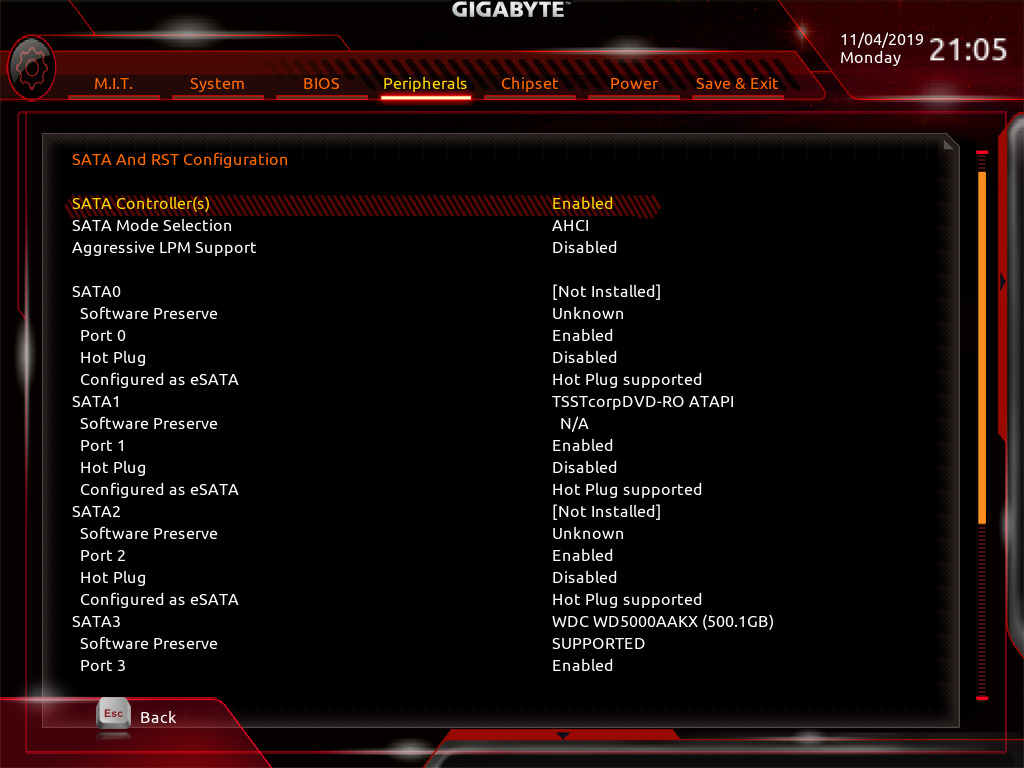 GIGABYTE™
11/04/2019 21:05
Monday
M.I.T. System BIOS Peripherals Chipset Power Save & Exit
SATA And RST Configuration
SATA Controller(s) Enabled
SATA Mode Selection AHCI
Aggressive LPM Support Disabled
SATA0 [Not Installed]
Software Preserve Unknown
Port 0 Enabled
Hot Plug Disabled
Configured as eSATA Hot Plug supported
SATA1 TSSTcorpDVD-RO ATAPI
Software Preserve N/A
Port 1 Enabled
Hot Plug Disabled
Configured as eSATA Hot Plug supported
SATA2 [Not Installed]
Software Preserve Unknown
Port 2 Enabled
Hot Plug Disabled
Configured as eSATA Hot Plug supported
SATA3 WDC WD5000AAKX (500.1GB)
Software Preserve SUPPORTED
Port 3 Enabled
Esc Back